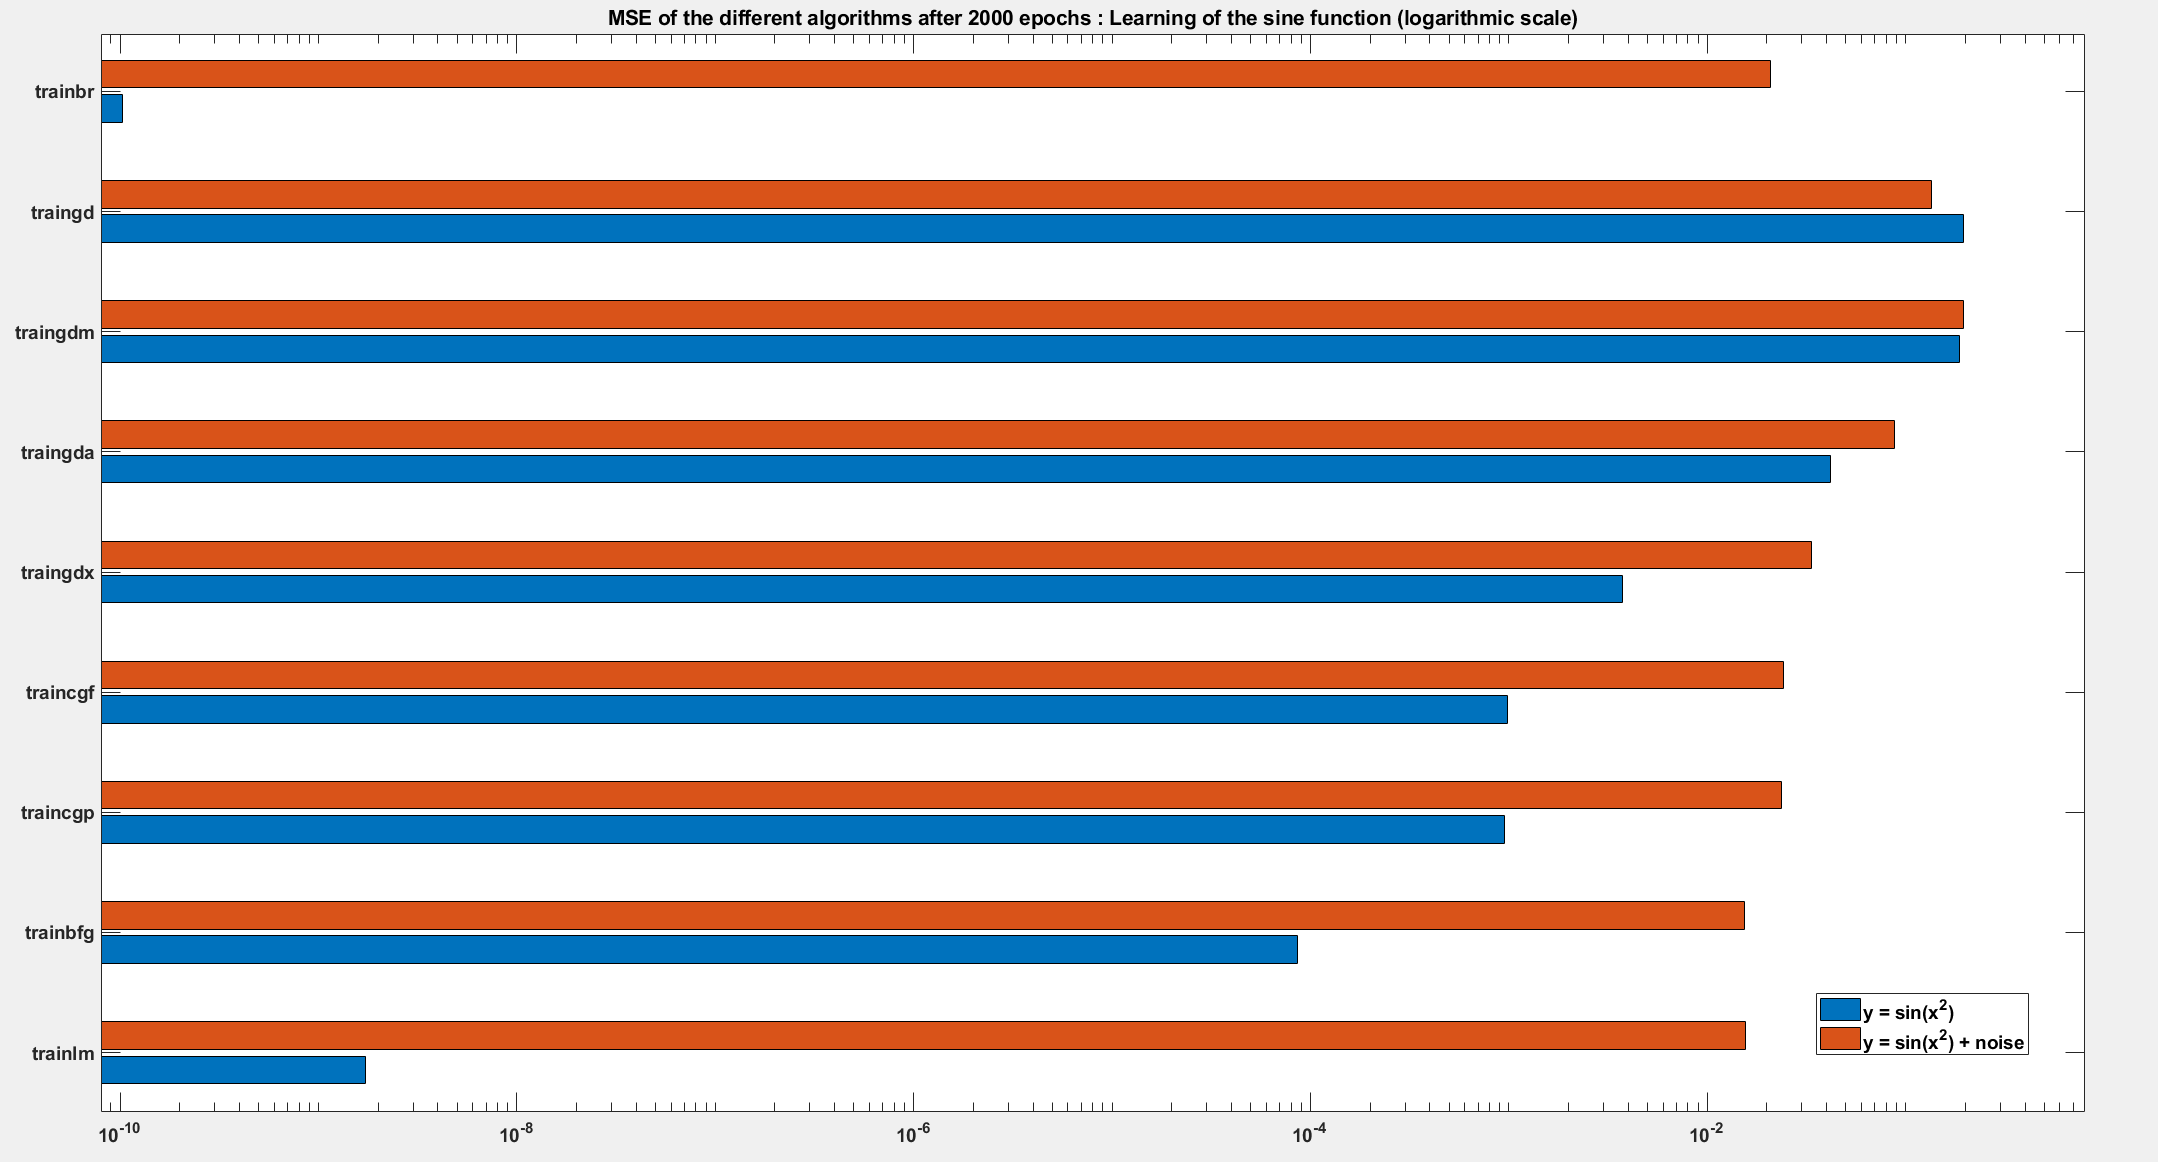 MSE of the different algorithms after 2000 epochs : Learning of the sine function (logarithmic scale)
trainbr
traingd
traingdm
traingda
traingdx
traincgf
traincgp
trainbfg
trainlm
y = sin(x²)
y = sin(x²) + noise
10⁻¹⁰ 10⁻⁸ 10⁻⁶ 10⁻⁴ 10⁻²